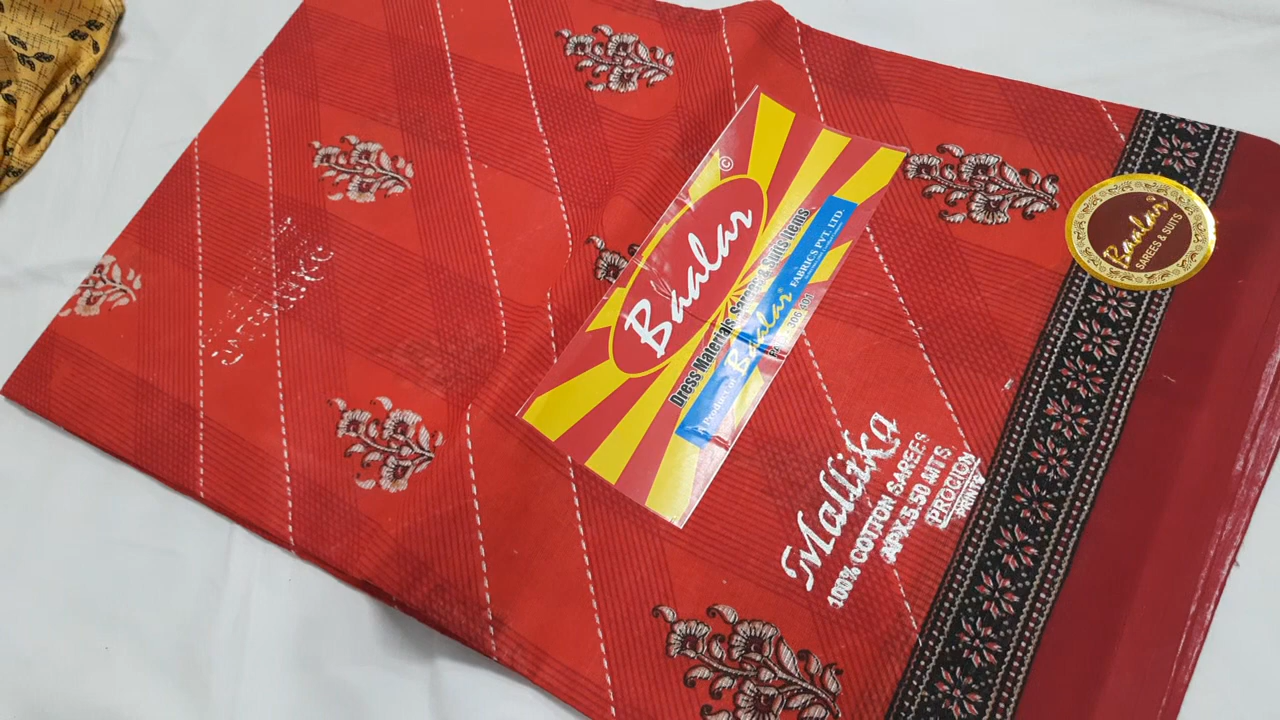 ©
Baalar
Dress Materials, Sarees & Suits Items
A Product of Baalar FABRICS PVT. LTD.
Baalar®
SAREES & SUITS
Mallika
100% COTTON SAREES
APX.5.50 MTS
PROCION
PRINTS